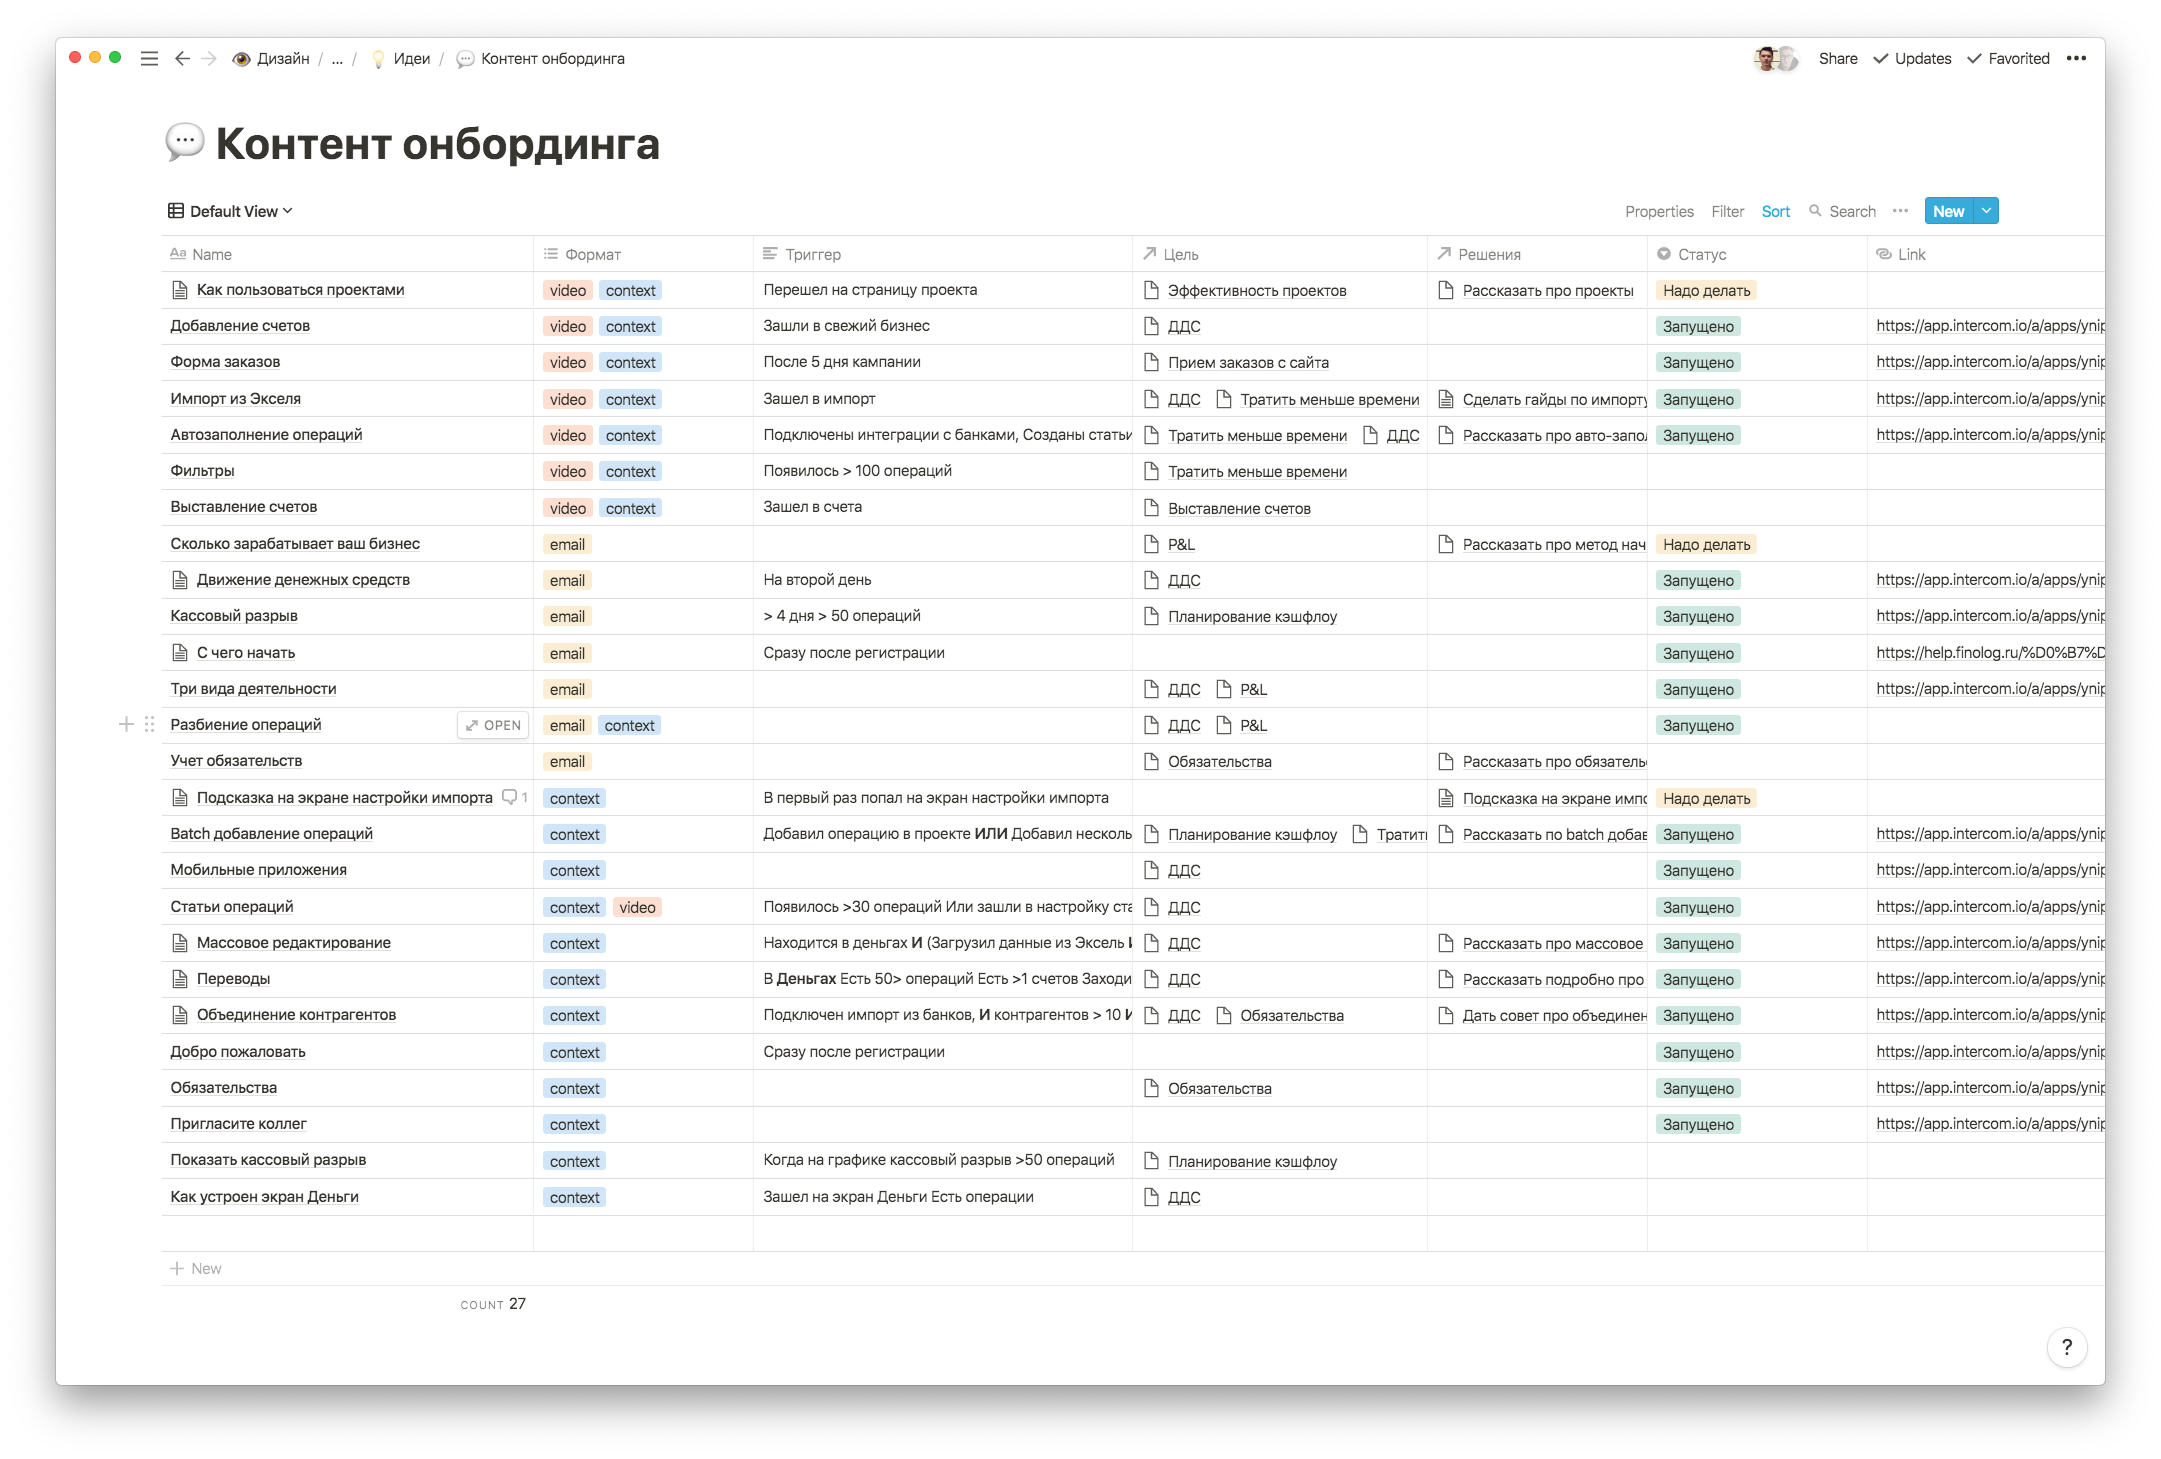 Дизайн / ... / Идеи / Контент онбординга Share Updates Favorited •••
Контент онбординга
Default View Properties Filter Sort Search ••• New
Aa Name Формат Триггер Цель Решения Статус Link
Как пользоваться проектами video context Перешел на страницу проекта Эффективность проектов Рассказать про проекты Надо делать
Добавление счетов video context Зашли в свежий бизнес ДДС Запущено https://app.intercom.io/a/apps/ynip
Форма заказов video context После 5 дня кампании Прием заказов с сайта Запущено https://app.intercom.io/a/apps/ynip
Импорт из Экселя video context Зашел в импорт ДДС Тратить меньше времени Сделать гайды по импорту Запущено https://app.intercom.io/a/apps/ynip
Автозаполнение операций video context Подключены интеграции с банками, Созданы статьи Тратить меньше времени ДДС Рассказать про авто-запол Запущено https://app.intercom.io/a/apps/ynip
Фильтры video context Появилось > 100 операций Тратить меньше времени
Выставление счетов video context Зашел в счета Выставление счетов
Сколько зарабатывает ваш бизнес email P&L Рассказать про метод нач Надо делать
Движение денежных средств email На второй день ДДС Запущено https://app.intercom.io/a/apps/ynip
Кассовый разрыв email > 4 дня > 50 операций Планирование кэшфлоу Запущено https://app.intercom.io/a/apps/ynip
С чего начать email Сразу после регистрации Запущено https://help.finolog.ru/%D0%B7%D
Три вида деятельности email ДДС P&L Запущено https://app.intercom.io/a/apps/ynip
Разбиение операций OPEN email context ДДС P&L Запущено
Учет обязательств email Обязательства Рассказать про обязатель
Подсказка на экране настройки импорта 1 context В первый раз попал на экран настройки импорта Подсказка на экране импо Надо делать
Batch добавление операций context Добавил операцию в проекте ИЛИ Добавил несколь Планирование кэшфлоу Тратит Рассказать по batch добав Запущено https://app.intercom.io/a/apps/ynip
Мобильные приложения context ДДС Запущено https://app.intercom.io/a/apps/ynip
Статьи операций context video Появилось >30 операций Или зашли в настройку ста ДДС Запущено https://app.intercom.io/a/apps/ynip
Массовое редактирование context Находится в деньгах И (Загрузил данные из Эксель И ДДС Рассказать про массовое Запущено https://app.intercom.io/a/apps/ynip
Переводы context В Деньгах Есть 50> операций Есть >1 счетов Заходи ДДС Рассказать подробно про Запущено https://app.intercom.io/a/apps/ynip
Объединение контрагентов context Подключен импорт из банков, И контрагентов > 10 И ДДС Обязательства Дать совет про объединен Запущено https://app.intercom.io/a/apps/ynip
Добро пожаловать context Сразу после регистрации Запущено https://app.intercom.io/a/apps/ynip
Обязательства context Обязательства Запущено https://app.intercom.io/a/apps/ynip
Пригласите коллег context Запущено https://app.intercom.io/a/apps/ynip
Показать кассовый разрыв context Когда на графике кассовый разрыв >50 операций Планирование кэшфлоу
Как устроен экран Деньги context Зашел на экран Деньги Есть операции ДДС
+ New
COUNT 27
?